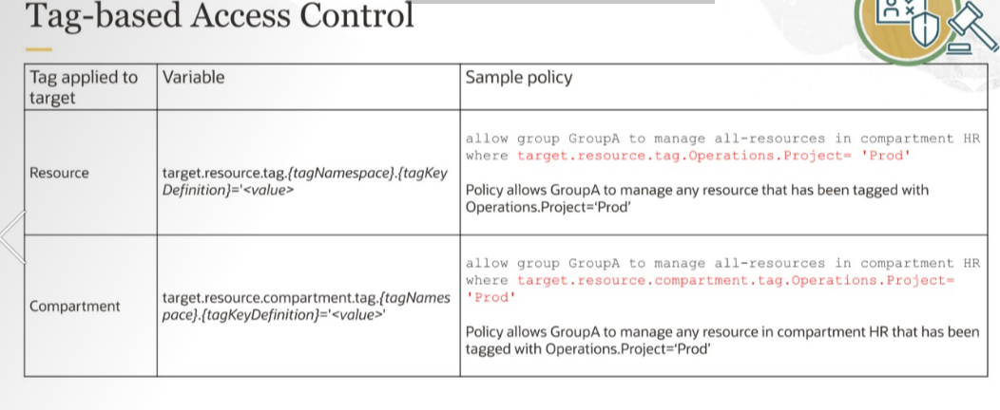 Tag-based Access Control
Tag applied to
target
Variable
Sample policy
Resource
target.resource.tag.{tagNamespace}.{tagKey
Definition}='<value>
allow group GroupA to manage all-resources in compartment HR
where target.resource.tag.Operations.Project= 'Prod'
Policy allows GroupA to manage any resource that has been tagged with
Operations.Project=‘Prod’
Compartment
target.resource.compartment.tag.{tagNames
pace}.{tagKeyDefinition}='<value>'
allow group GroupA to manage all-resources in compartment HR
where target.resource.compartment.tag.Operations.Project=
'Prod'
Policy allows GroupA to manage any resource in compartment HR that has been
tagged with Operations.Project=‘Prod’